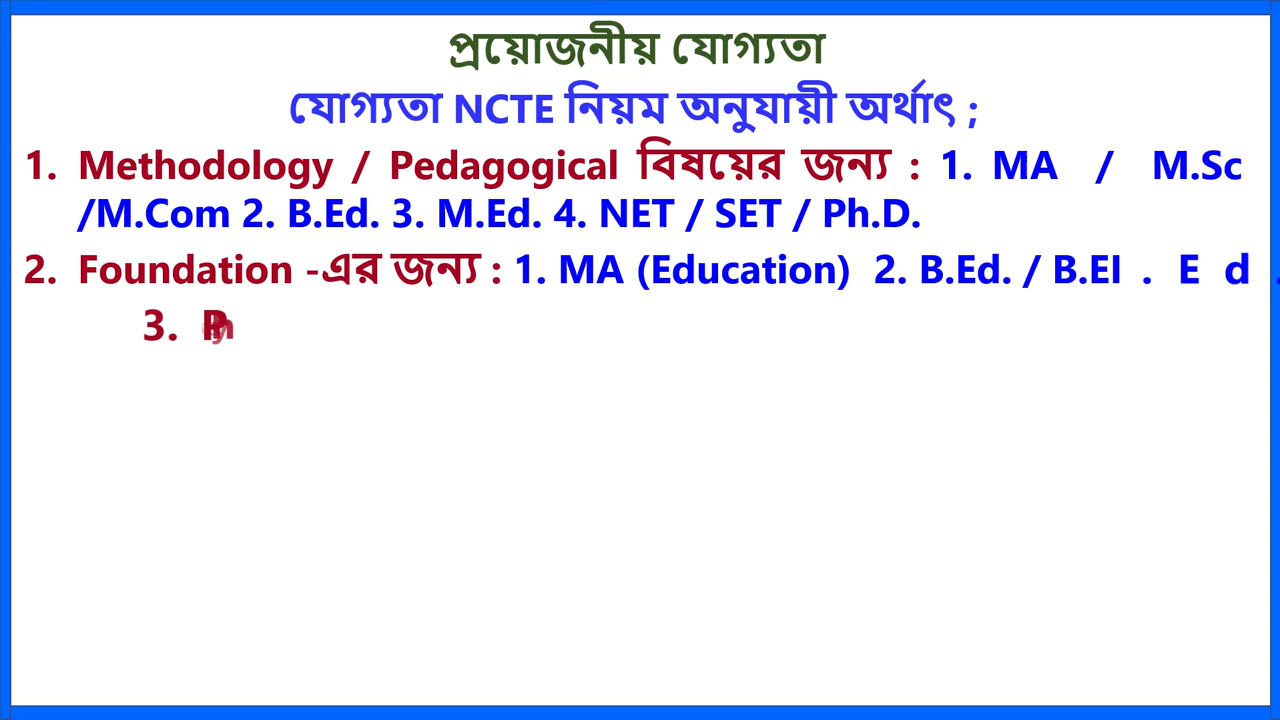 প্রয়োজনীয় যোগ্যতা
যোগ্যতা NCTE নিয়ম অনুযায়ী অর্থাৎ ;
1. Methodology / Pedagogical বিষয়ের জন্য : 1. MA / M.Sc
/M.Com 2. B.Ed. 3. M.Ed. 4. NET / SET / Ph.D.
2. Foundation -এর জন্য : 1. MA (Education) 2. B.Ed. / B.EI . E d
3.